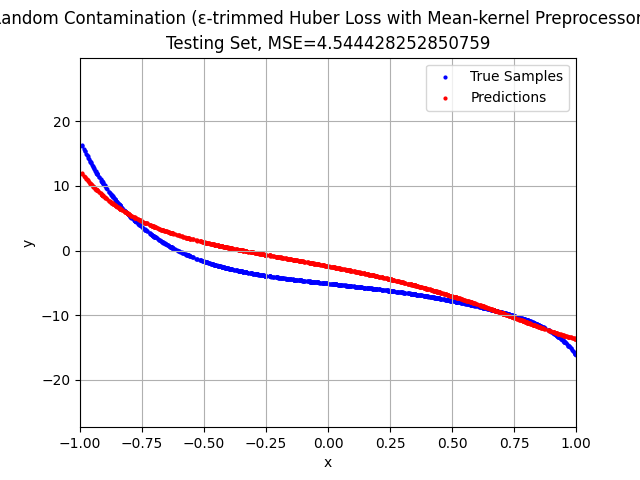 andom Contamination (ε-trimmed Huber Loss with Mean-kernel Preprocessor
Testing Set, MSE=4.544428252850759
True Samples
Predictions
20
10
0
−10
−20
y
−1.00 −0.75 −0.50 −0.25 0.00 0.25 0.50 0.75 1.00
x